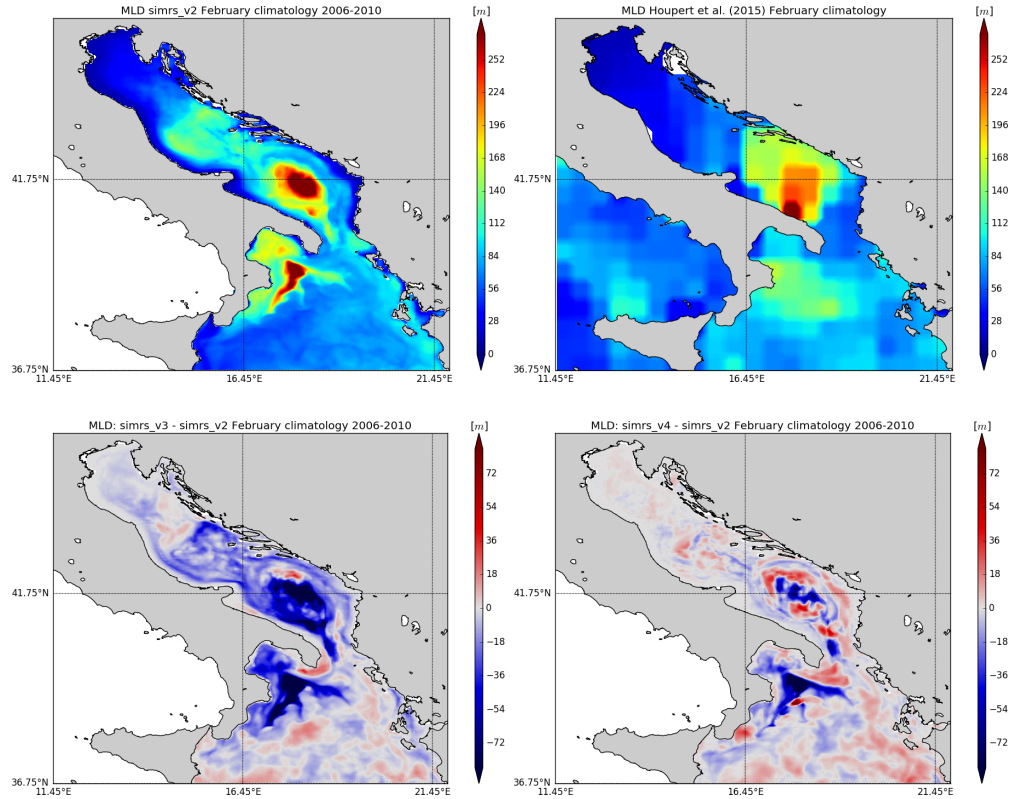 MLD simrs_v2 February climatology 2006-2010
[m]
252
224
196
168
140
112
84
56
28
0
41.75°N
36.75°N
11.45°E
16.45°E
21.45°E
MLD Houpert et al. (2015) February climatology
[m]
252
224
196
168
140
112
84
56
28
0
41.75°N
36.75°N
11.45°E
16.45°E
21.45°E
MLD: simrs_v3 - simrs_v2 February climatology 2006-2010
[m]
72
54
36
18
0
−18
−36
−54
−72
41.75°N
36.75°N
11.45°E
16.45°E
21.45°E
MLD: simrs_v4 - simrs_v2 February climatology 2006-2010
[m]
72
54
36
18
0
−18
−36
−54
−72
41.75°N
36.75°N
11.45°E
16.45°E
21.45°E